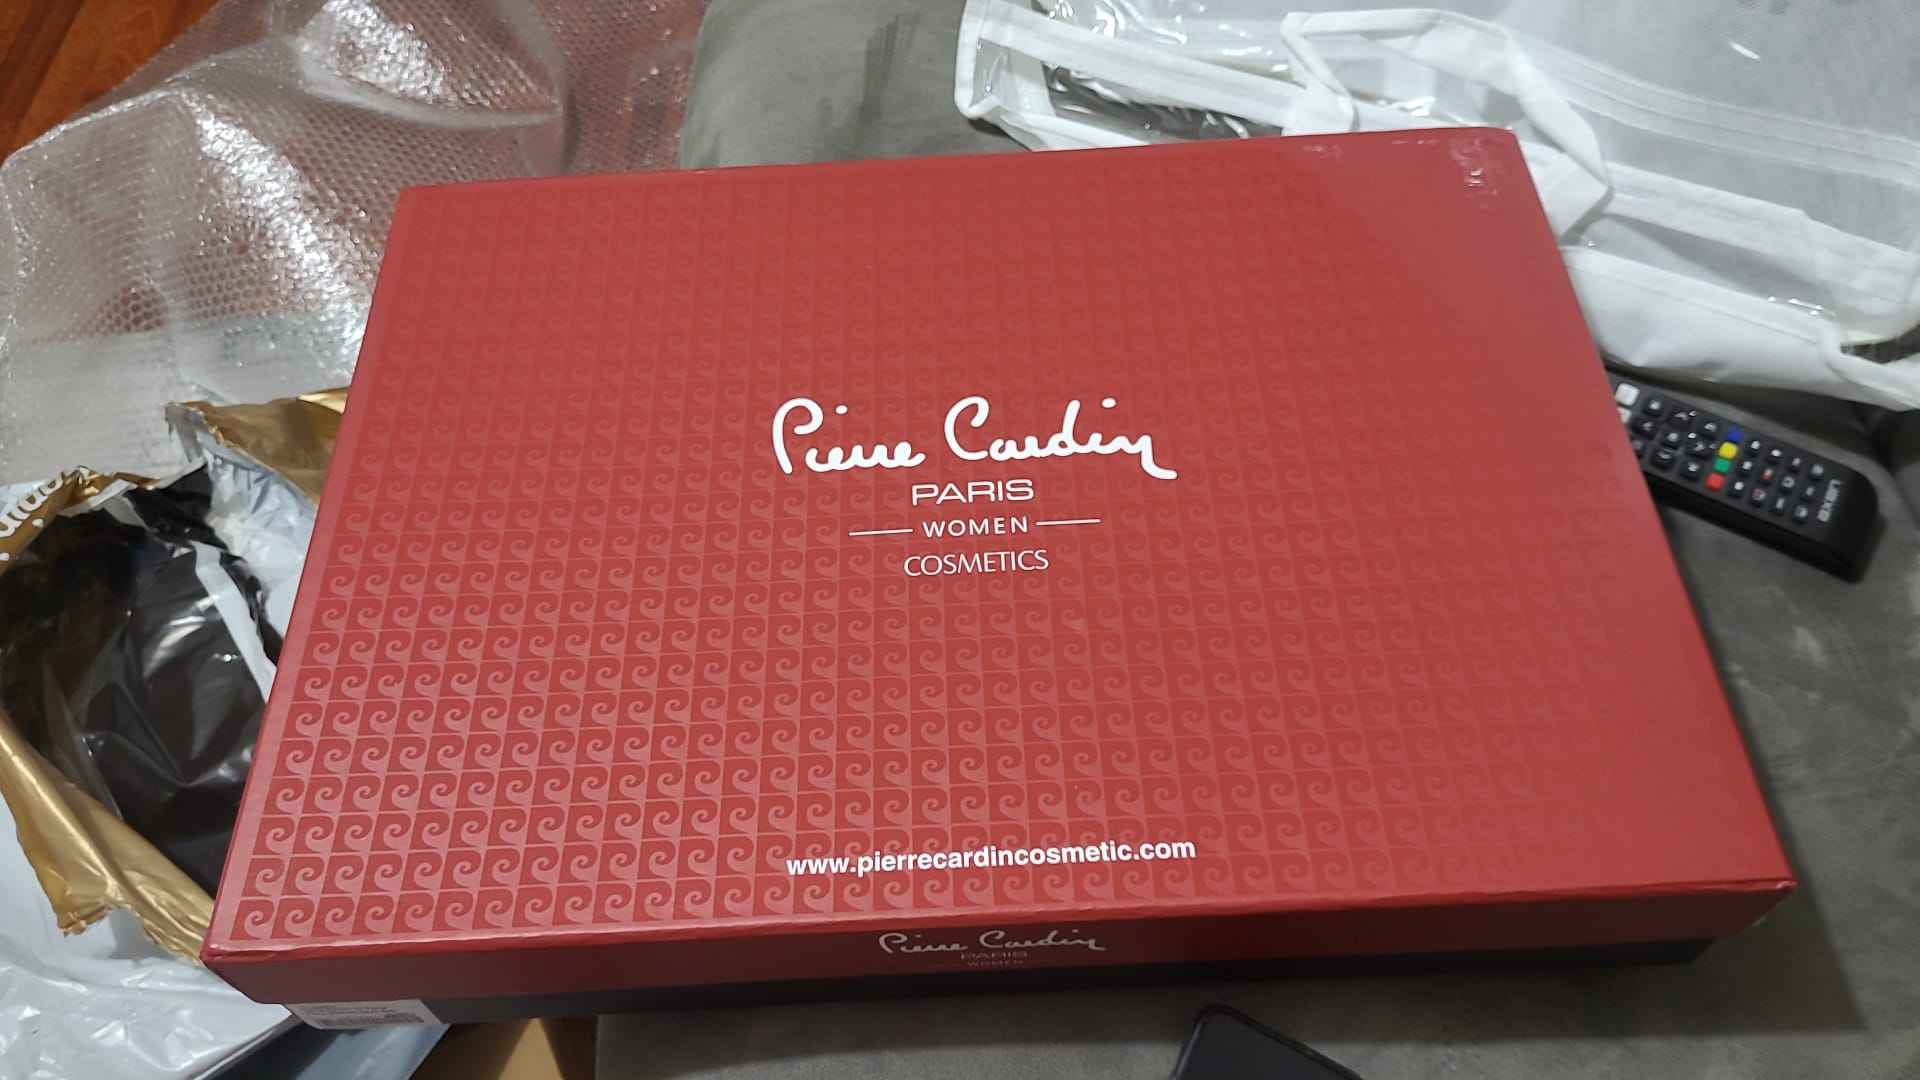 Pierre Cardin
PARIS
WOMEN
COSMETICS
www.pierrecardincosmetic.com
Pierre Cardin
PARIS
WOMEN